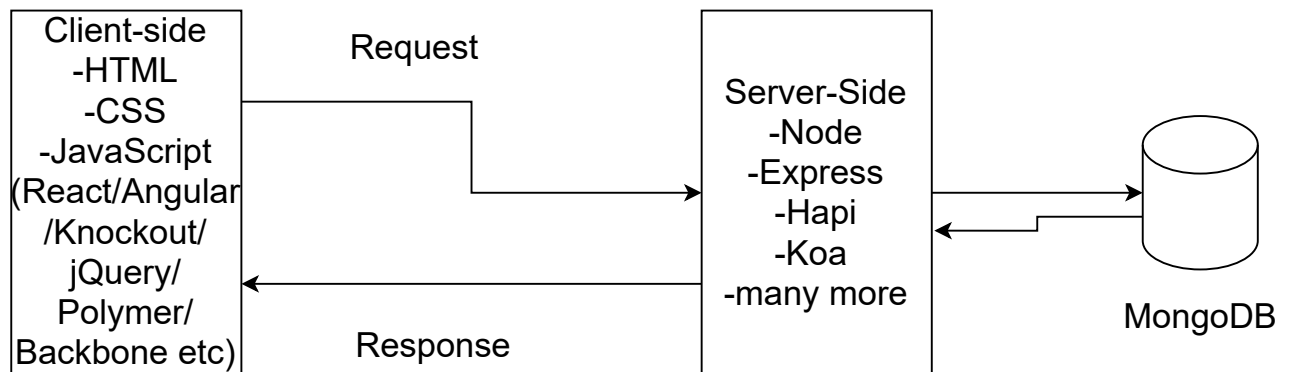 Client-side
-HTML
-CSS
-JavaScript
(React/Angular
/Knockout/
jQuery/
Polymer/
Backbone etc)
Request
Response
Server-Side
-Node
-Express
-Hapi
-Koa
-many more
MongoDB